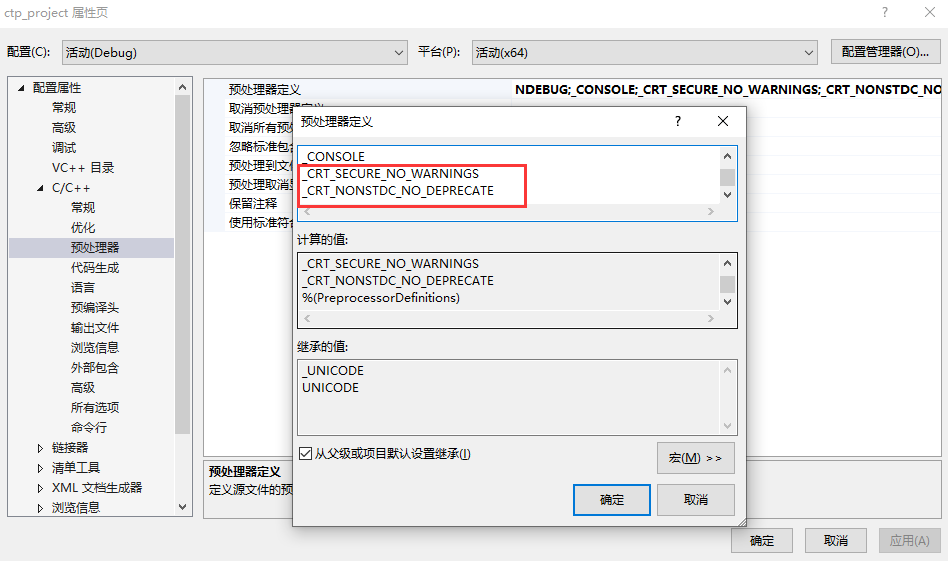 ctp_project 属性页
?
配置(C):
活动(Debug)
平台(P):
活动(x64)
配置管理器(O)...
配置属性
常规
高级
调试
VC++ 目录
C/C++
常规
优化
预处理器
代码生成
语言
预编译头
输出文件
浏览信息
外部包含
高级
所有选项
命令行
链接器
清单工具
XML 文档生成器
浏览信息
预处理器定义
NDEBUG;_CONSOLE;_CRT_SECURE_NO_WARNINGS;_CRT_NONSTDC_NO
取消预处理器定义
取消所有预
忽略标准包含
预处理到文件
预处理取消
保留注释
使用标准符合
预处理器定义
定义源文件的预
预处理器定义
?
_CONSOLE
_CRT_SECURE_NO_WARNINGS
_CRT_NONSTDC_NO_DEPRECATE
计算的值:
_CRT_SECURE_NO_WARNINGS
_CRT_NONSTDC_NO_DEPRECATE
%(PreprocessorDefinitions)
继承的值:
_UNICODE
UNICODE
从父级或项目默认设置继承(I)
宏(M) >>
确定
取消
确定
取消
应用(A)